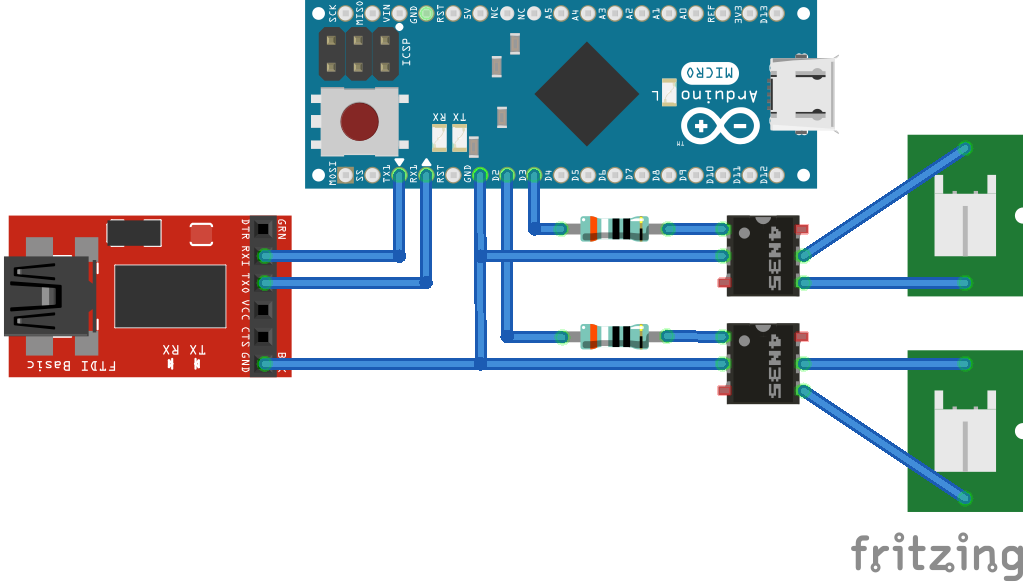 SCK
MISO
VIN
GND
RST
5V
NC
NC
A5
A4
A3
A2
A1
A0
REF
3V3
D13
ICSP
MICRO
Arduino
TM
L
RX
TX
MOSI
SS
TX1
RX1
RST
GND
D2
D3
D4
D5
D6
D7
D8
D9
D10
D11
D12
DTR
GRN
RXI
TXO
VCC
CTS
GND
RX TX
FTDI Basic
4N35
4N35
fritzing